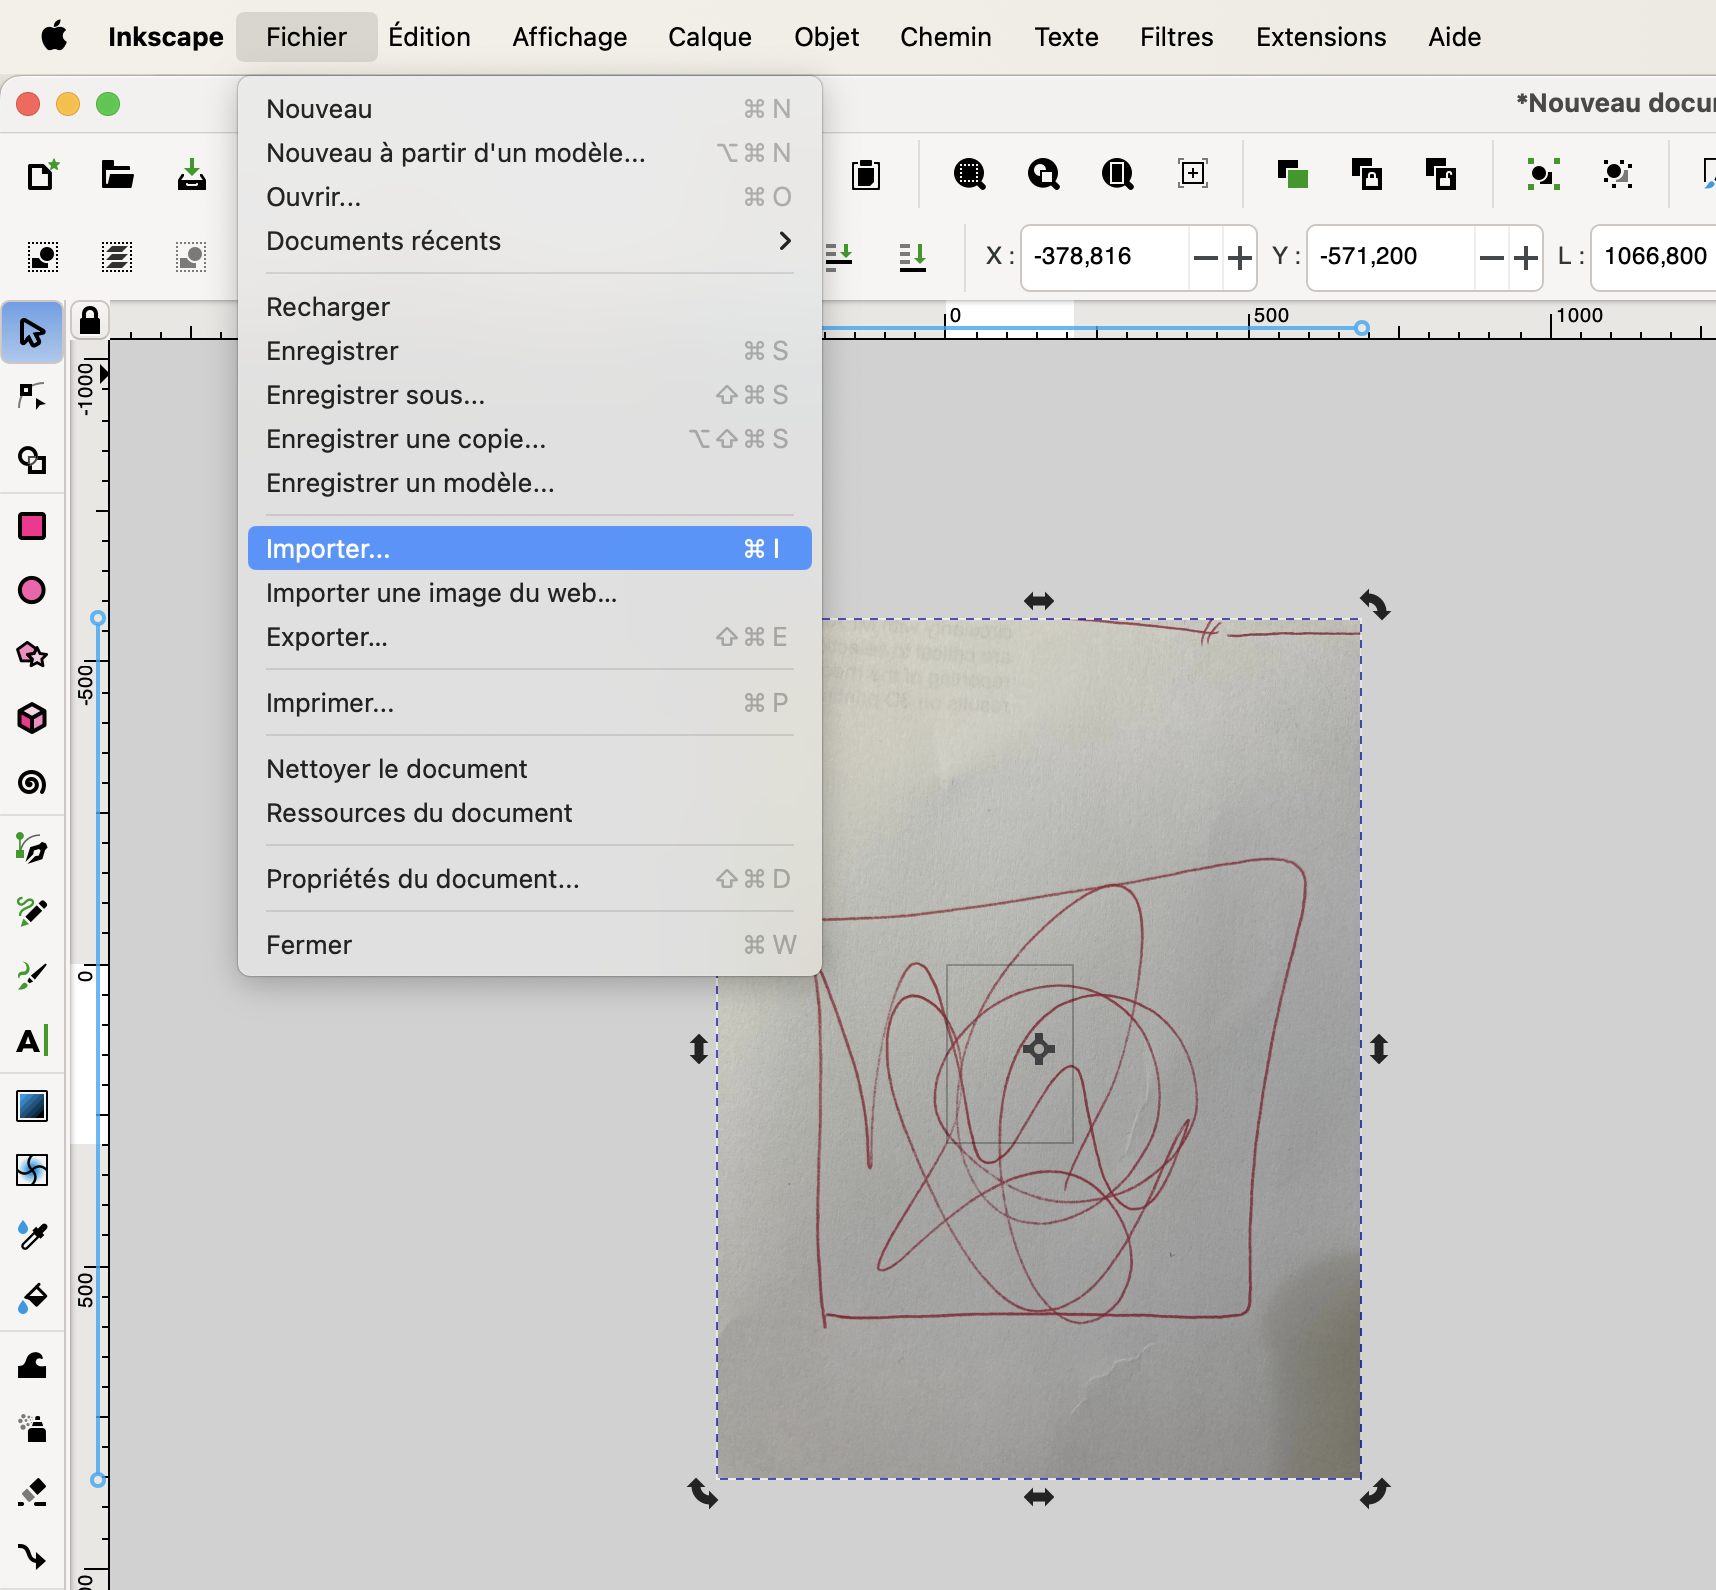 Inkscape Fichier Édition Affichage Calque Objet Chemin Texte Filtres Extensions Aide
*Nouveau docu
Nouveau ⌘ N
Nouveau à partir d'un modèle... ⌥⌘ N
Ouvrir... ⌘ O
Documents récents
Recharger
Enregistrer ⌘ S
Enregistrer sous... ⇧⌘ S
Enregistrer une copie... ⌥⇧⌘ S
Enregistrer un modèle...
Importer... ⌘ I
Importer une image du web...
Exporter... ⇧⌘ E
Imprimer... ⌘ P
Nettoyer le document
Ressources du document
Propriétés du document... ⇧⌘ D
Fermer ⌘ W
X : -378,816 Y : -571,200 L : 1066,800
0 500 1000
-1000
-500
0
500
A